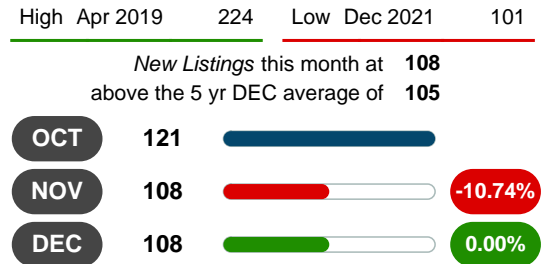 High Apr 2019 224 Low Dec 2021 101
New Listings this month at 108
above the 5 yr DEC average of 105
OCT 121
NOV 108 -10.74%
DEC 108 0.00%